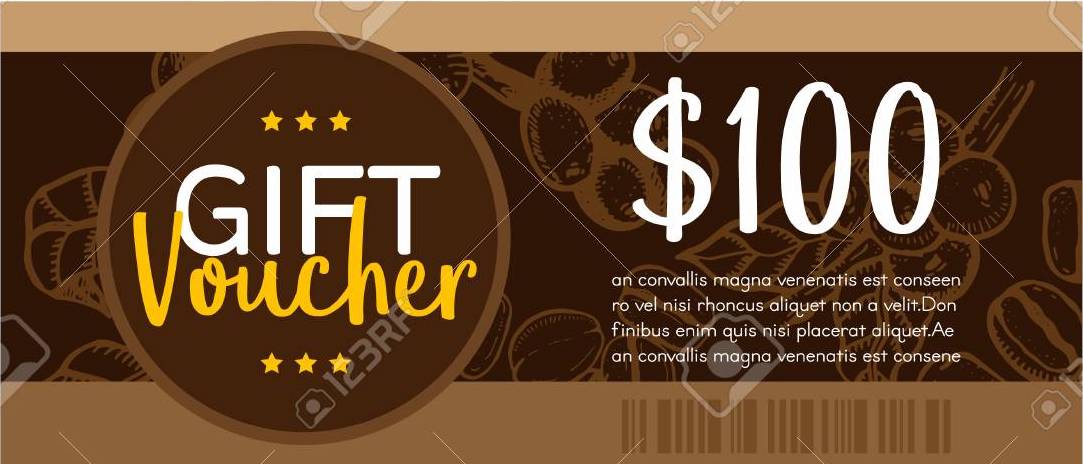 GIFT
Voucher
$100
an convallis magna venenatis est conseen
ro vel nisi rhoncus aliquet non a velit.Don
finibus enim quis nisi placerat aliquet.Ae
an convallis magna venenatis est consene
123RF